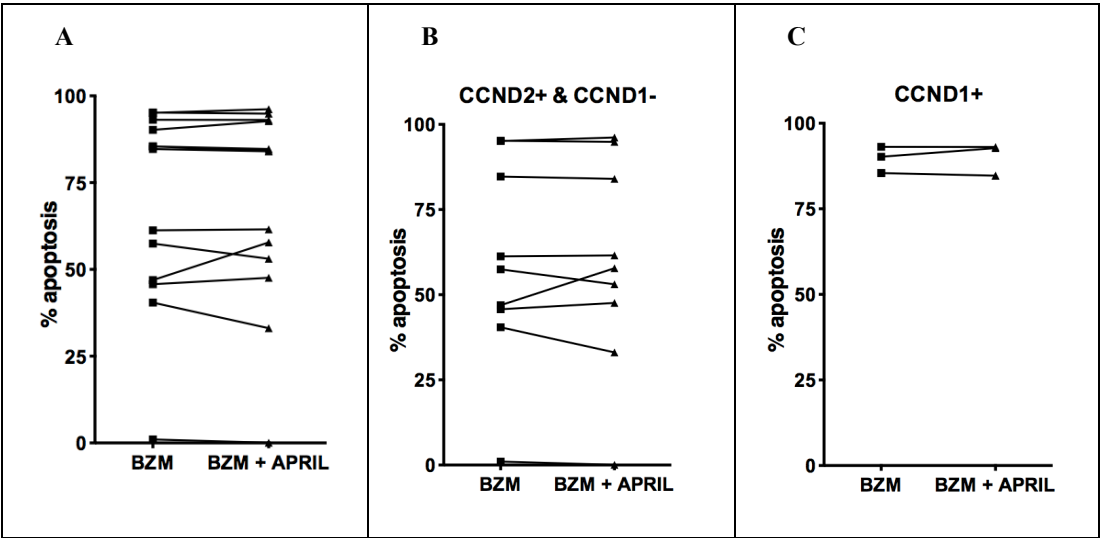 A
% apoptosis
100
75
50
25
0
BZM
BZM + APRIL
B
CCND2+ & CCND1-
% apoptosis
100
75
50
25
0
BZM
BZM + APRIL
C
CCND1+
% apoptosis
100
75
50
25
0
BZM
BZM + APRIL